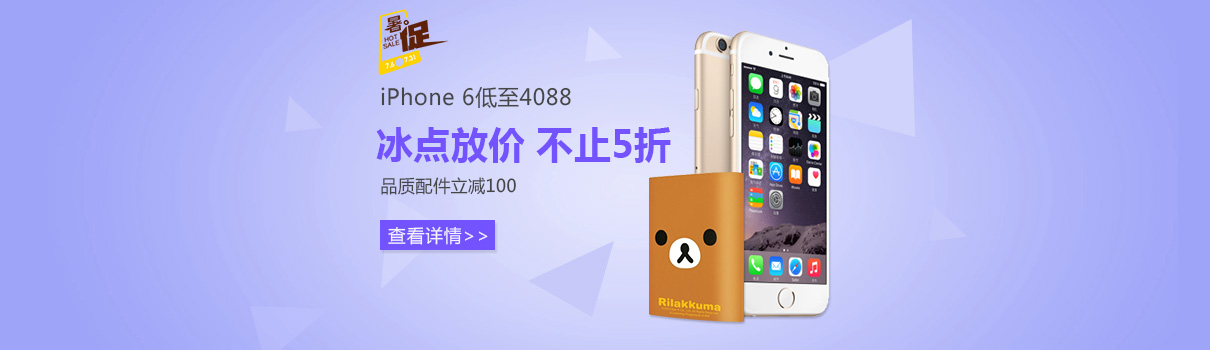 暑促
HOT
SALE
7.6 7.31
iPhone 6低至4088
冰点放价 不止5折
品质配件立减100
查看详情>>
Rilakkuma